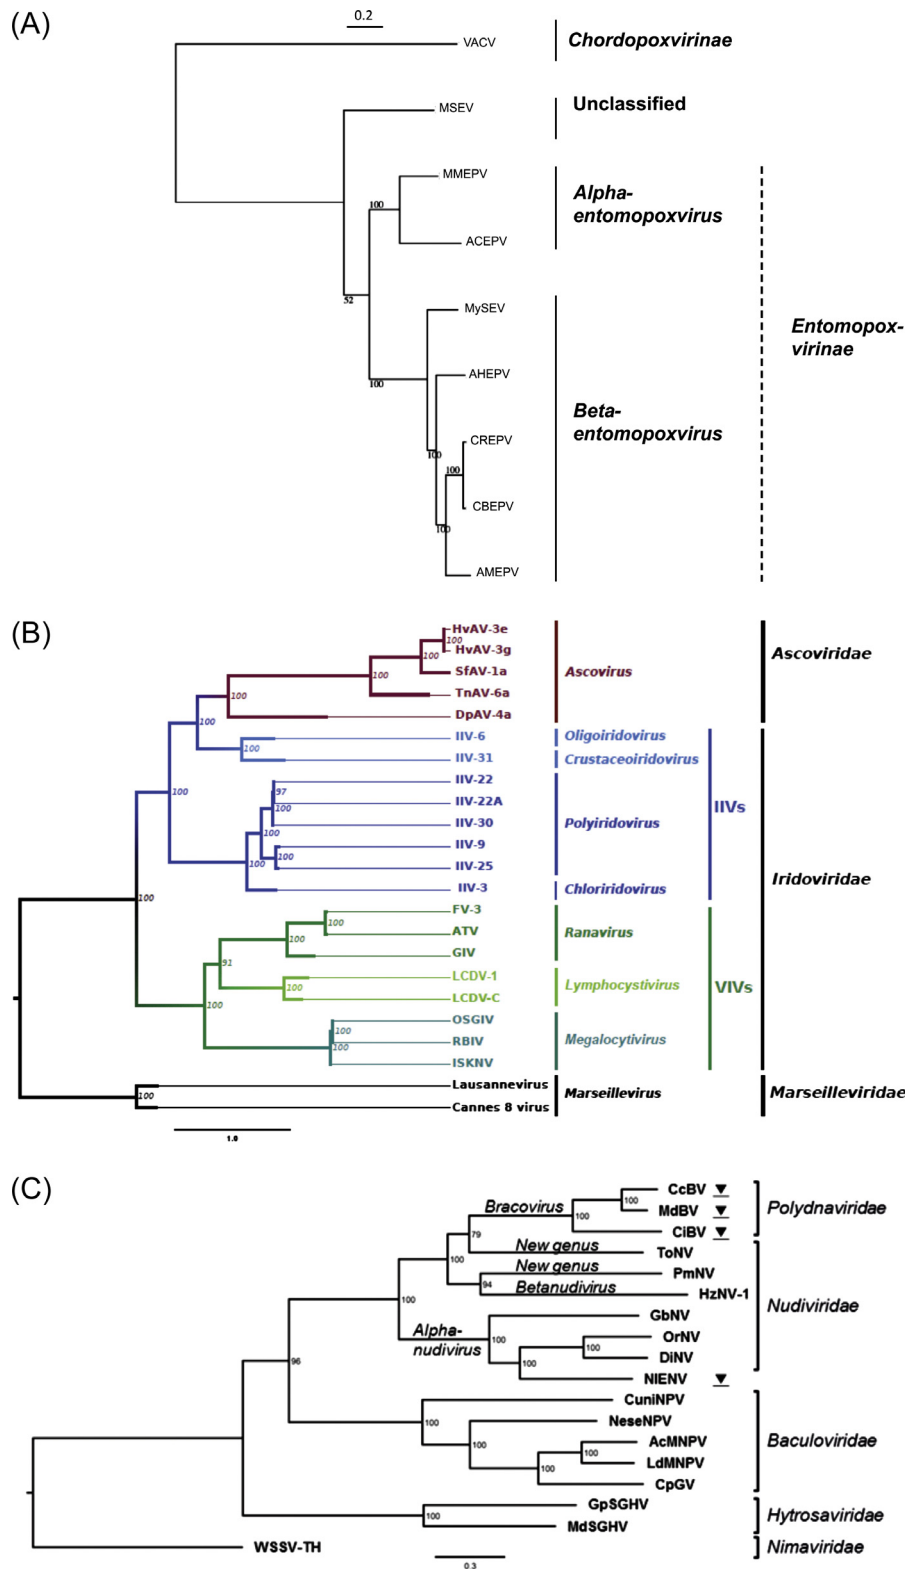 (A)
0.2
VACV
Chordopoxvirinae
MSEV
Unclassified
MMEPV
100
Alpha-
entomopoxvirus
ACEPV
52
MySEV
Entomopox-
virinae
AHEPV
100
Beta-
entomopoxvirus
CREPV
100
100
CBEPV
100
AMEPV
(B)
HvAV-3e
100
HvAV-3g
100
Ascoviridae
SfAV-1a
Ascovirus
100
TnAV-6a
100
DpAV-4a
IIV-6
Oligoiridovirus
100
IIV-31
Crustaceoiridovirus
IIV-22
97
100
IIV-22A
100
IIVs
IIV-30
Polyiridovirus
100
IIV-9
100
IIV-25
100
IIV-3
Chloriridovirus
Iridoviridae
100
FV-3
100
ATV
Ranavirus
100
GIV
91
LCDV-1
100
Lymphocystivirus
VIVs
LCDV-C
100
OSGIV
100
RBIV
Megalocytivirus
100
ISKNV
Lausannevirus
100
Marseillevirus
Marseilleviridae
Cannes 8 virus
1.0
(C)
CcBV
100
Bracovirus
MdBV
Polydnaviridae
100
CiBV
79
New genus
ToNV
100
New genus
PmNV
94
Betanudivirus
HzNV-1
100
Nudiviridae
GbNV
Alpha-
nudivirus
100
OrNV
100
DiNV
100
96
NlENV
CuniNPV
100
NeseNPV
AcMNPV
100
100
Baculoviridae
LdMNPV
100
CpGV
GpSGHV
100
Hytrosaviridae
MdSGHV
WSSV-TH
Nimaviridae
0.3